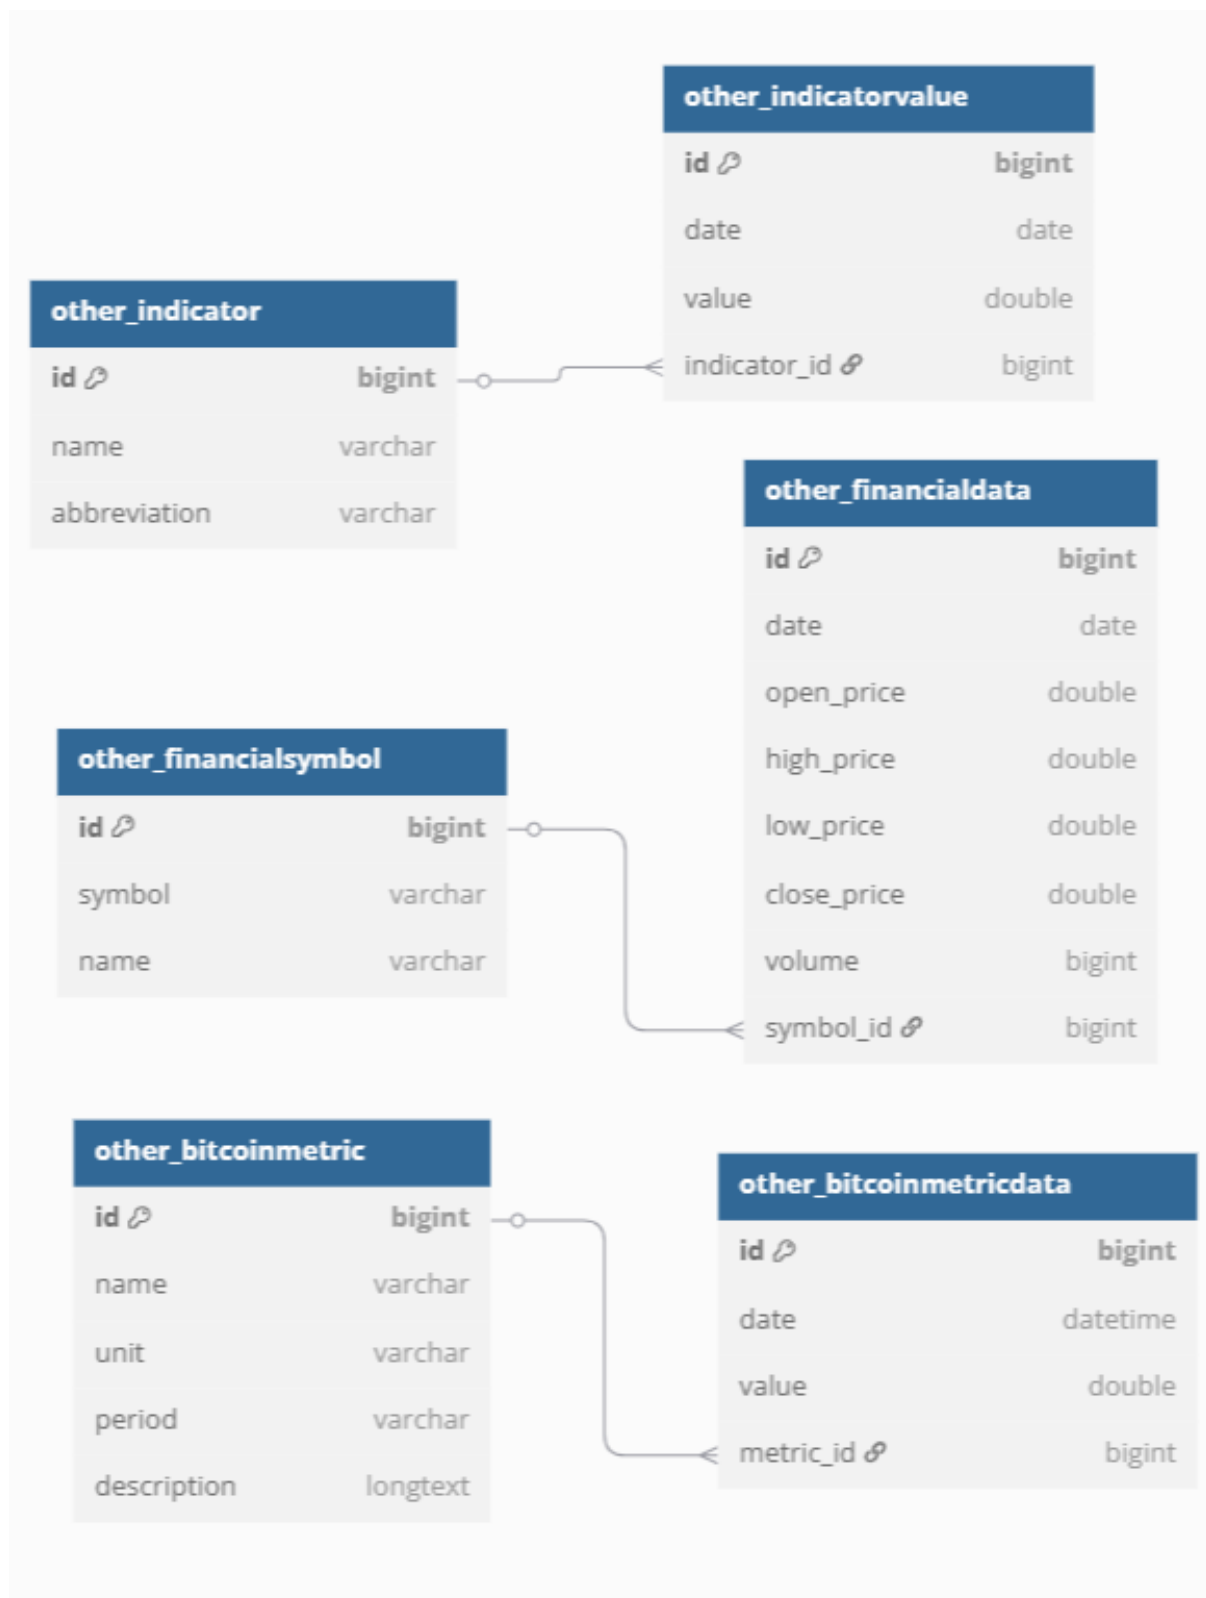 other_indicatorvalue
id bigint
date date
value double
indicator_id bigint
other_indicator
id bigint
name varchar
abbreviation varchar
other_financialdata
id bigint
date date
open_price double
high_price double
low_price double
close_price double
volume bigint
symbol_id bigint
other_financialsymbol
id bigint
symbol varchar
name varchar
other_bitcoinmetric
id bigint
name varchar
unit varchar
period varchar
description longtext
other_bitcoinmetricdata
id bigint
date datetime
value double
metric_id bigint